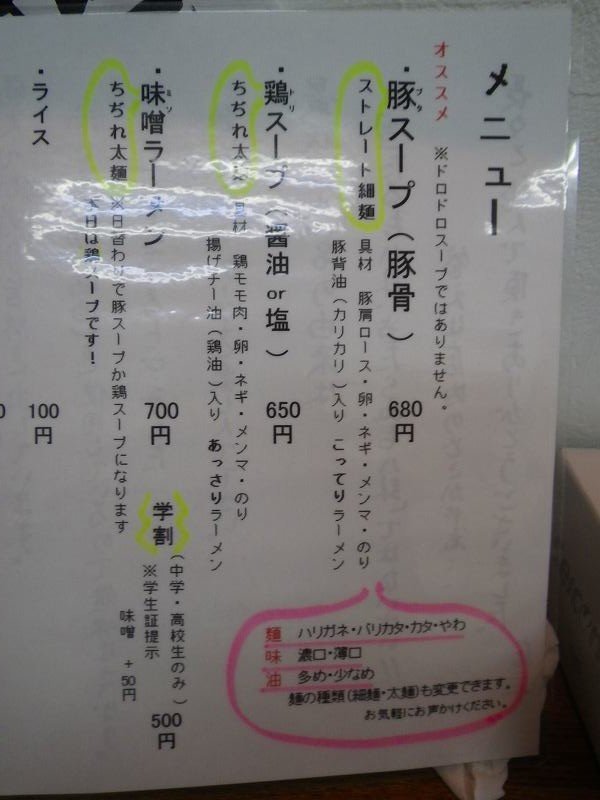 メニュー
オススメ ※ドロドロスープではありません。
・豚スープ（豚骨） 680円
ブタ
ストレート細麺 具材 豚肩ロース・卵・ネギ・メンマ・のり
豚背油（カリカリ）入り こってりラーメン
・鶏スープ（醤油or塩） 650円
トリ
ちぢれ太 具材 鶏モモ肉・卵・ネギ・メンマ・のり
揚げチー油（鶏油）入り あっさりラーメン
・味噌ラーメン 700円
ミソ
ちぢれ太麺 ※日替わりで豚スープか鶏スープになります
本日は鶏スープです！
学割
（中学・高校生のみ） 500円
※学生証提示
味噌 +50円
・ライス 100円
麺 ハリガネ・バリカタ・カタ・やわ
味 濃口・薄口
油 多め・少なめ
麺の種類（細麺・太麺）も変更できます。
お気軽にお声かけください。